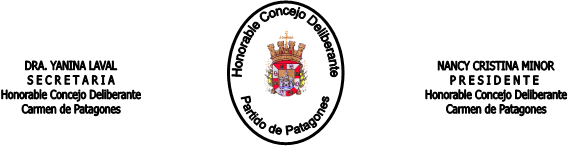 DRA. YANINA LAVAL
SECRETARIA
Honorable Concejo Deliberante
Carmen de Patagones
Honorable Concejo Deliberante
Partido de Patagones
NANCY CRISTINA MINOR
PRESIDENTE
Honorable Concejo Deliberante
Carmen de Patagones